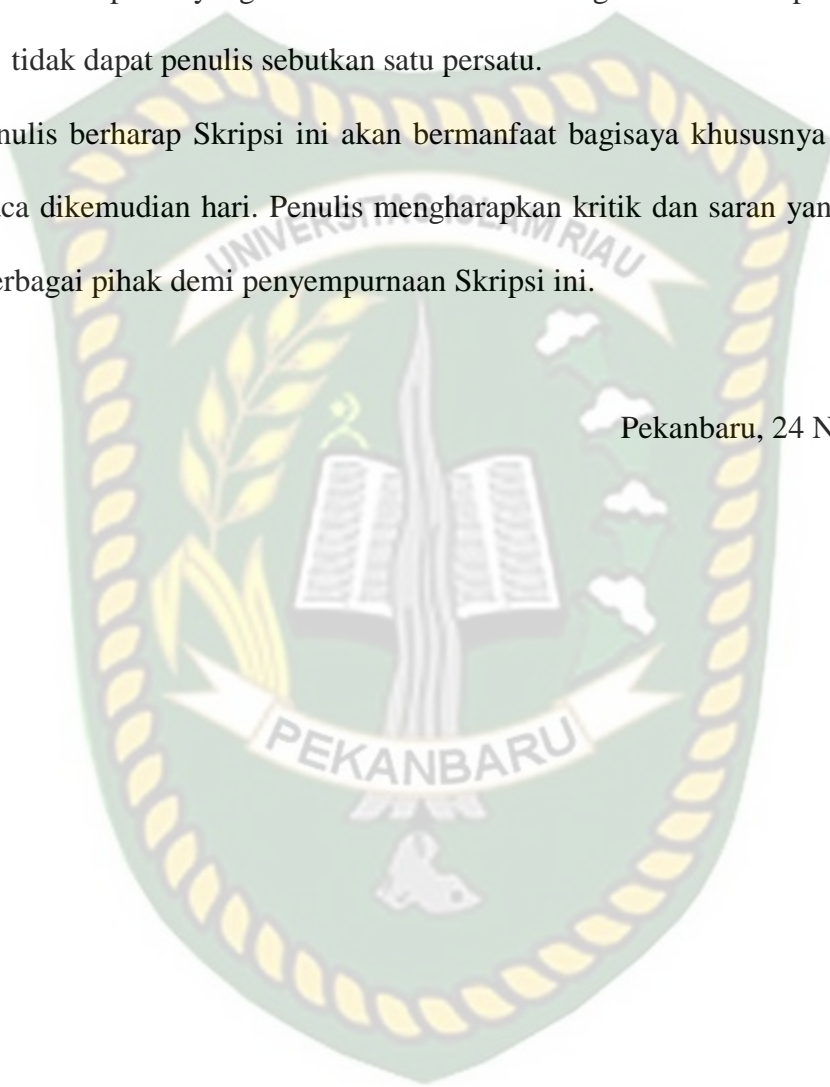 tidak dapat penulis sebutkan satu persatu.
nulis berharap Skripsi ini akan bermanfaat bagisaya khususnya
ca dikemudian hari. Penulis mengharapkan kritik dan saran yan
erbagai pihak demi penyempurnaan Skripsi ini.
UNIVERSITAS ISLAM RIAU
Pekanbaru, 24 N
PEKANBARU